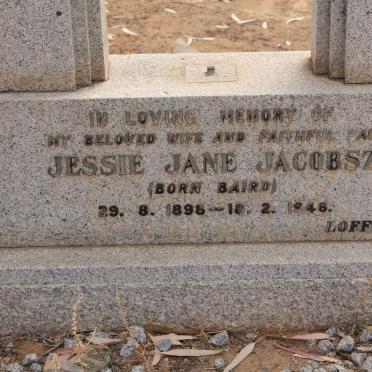 IN LOVING MEMORY OF
MY BELOVED WIFE AND FAITHFUL
JESSIE JANE JACOBSZ
(BORN BAIRD)
29. 8. 1895 — 12. 2. 1946.
LOFF